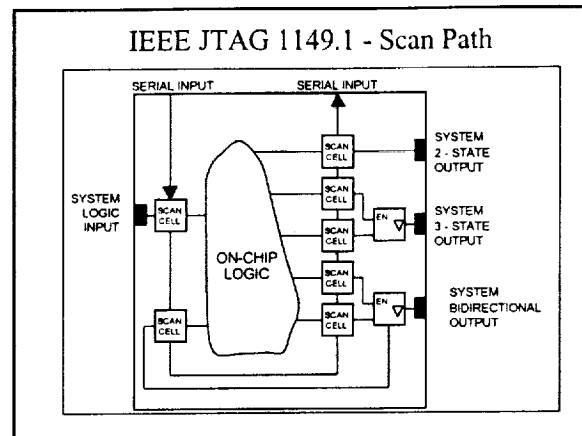 IEEE JTAG 1149.1 - Scan Path
SERIAL INPUT
SERIAL INPUT
SYSTEM
2 - STATE
OUTPUT
SCAN
CELL
SCAN
CELL
SYSTEM
LOGIC
INPUT
SCAN
CELL
EN
SYSTEM
3 - STATE
OUTPUT
SCAN
CELL
ON-CHIP
LOGIC
SCAN
CELL
EN
SYSTEM
BIDIRECTIONAL
OUTPUT
SCAN
CELL
SCAN
CELL